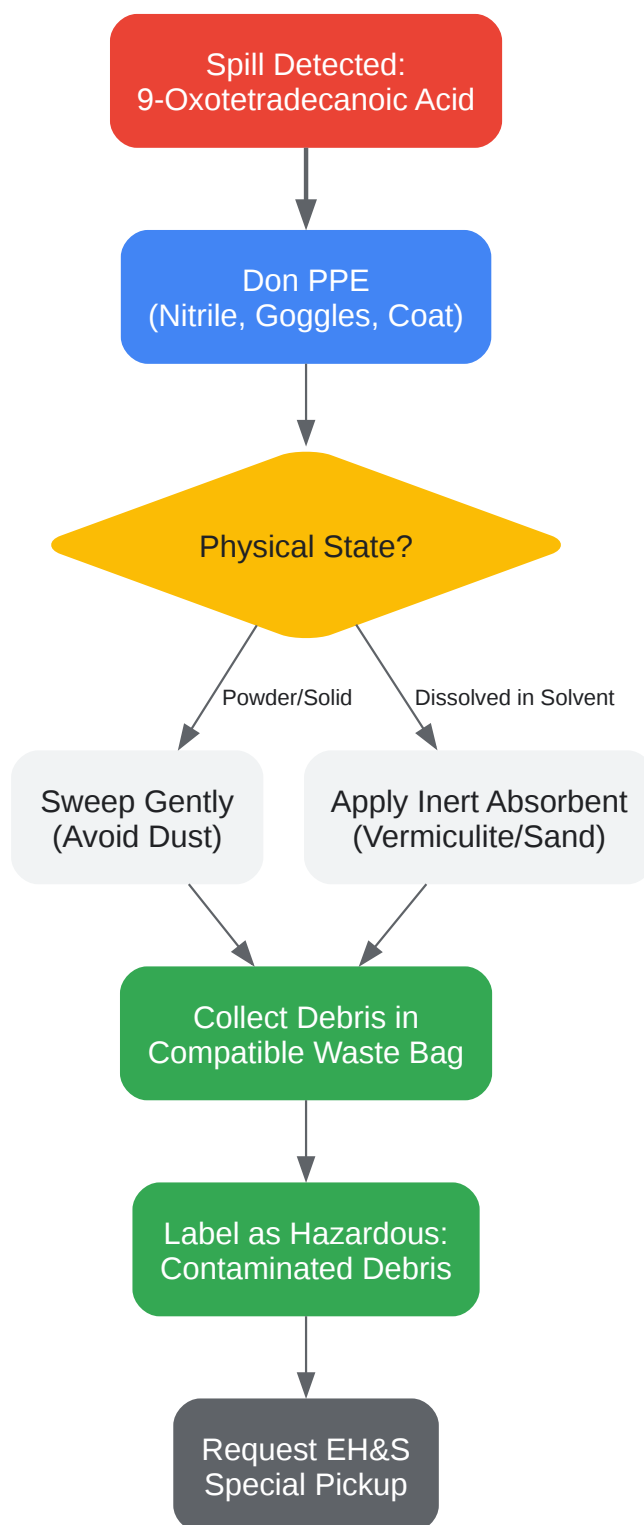 Spill Detected:
9-Oxotetradecanoic Acid
Don PPE
(Nitrile, Goggles, Coat)
Physical State?
Powder/Solid
Dissolved in Solvent
Sweep Gently
(Avoid Dust)
Apply Inert Absorbent
(Vermiculite/Sand)
Collect Debris in
Compatible Waste Bag
Label as Hazardous:
Contaminated Debris
Request EH&S
Special Pickup